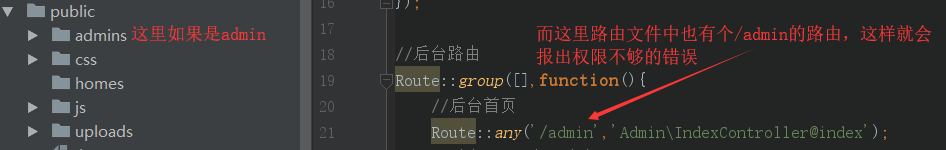 public
admins 这里如果是admin
css
homes
js
uploads
16 });
17
18 //后台路由
19 Route::group([],function(){
20 //后台首页
21 Route::any('/admin','Admin\IndexController@index');
而这里路由文件中也有个/admin的路由，这样就会
报出权限不够的错误